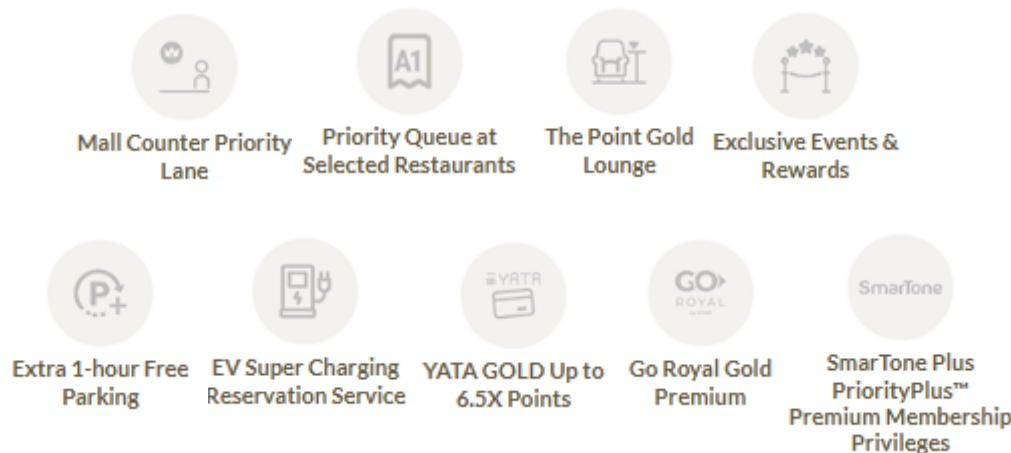 A1
Mall Counter Priority
Lane
Priority Queue at
Selected Restaurants
The Point Gold
Lounge
Exclusive Events &
Rewards
P+
YATA
GO
ROYAL
SmarTone
Extra 1-hour Free
Parking
EV Super Charging
Reservation Service
YATA GOLD Up to
6.5X Points
Go Royal Gold
Premium
SmarTone Plus
PriorityPlus™
Premium Membership
Privileges